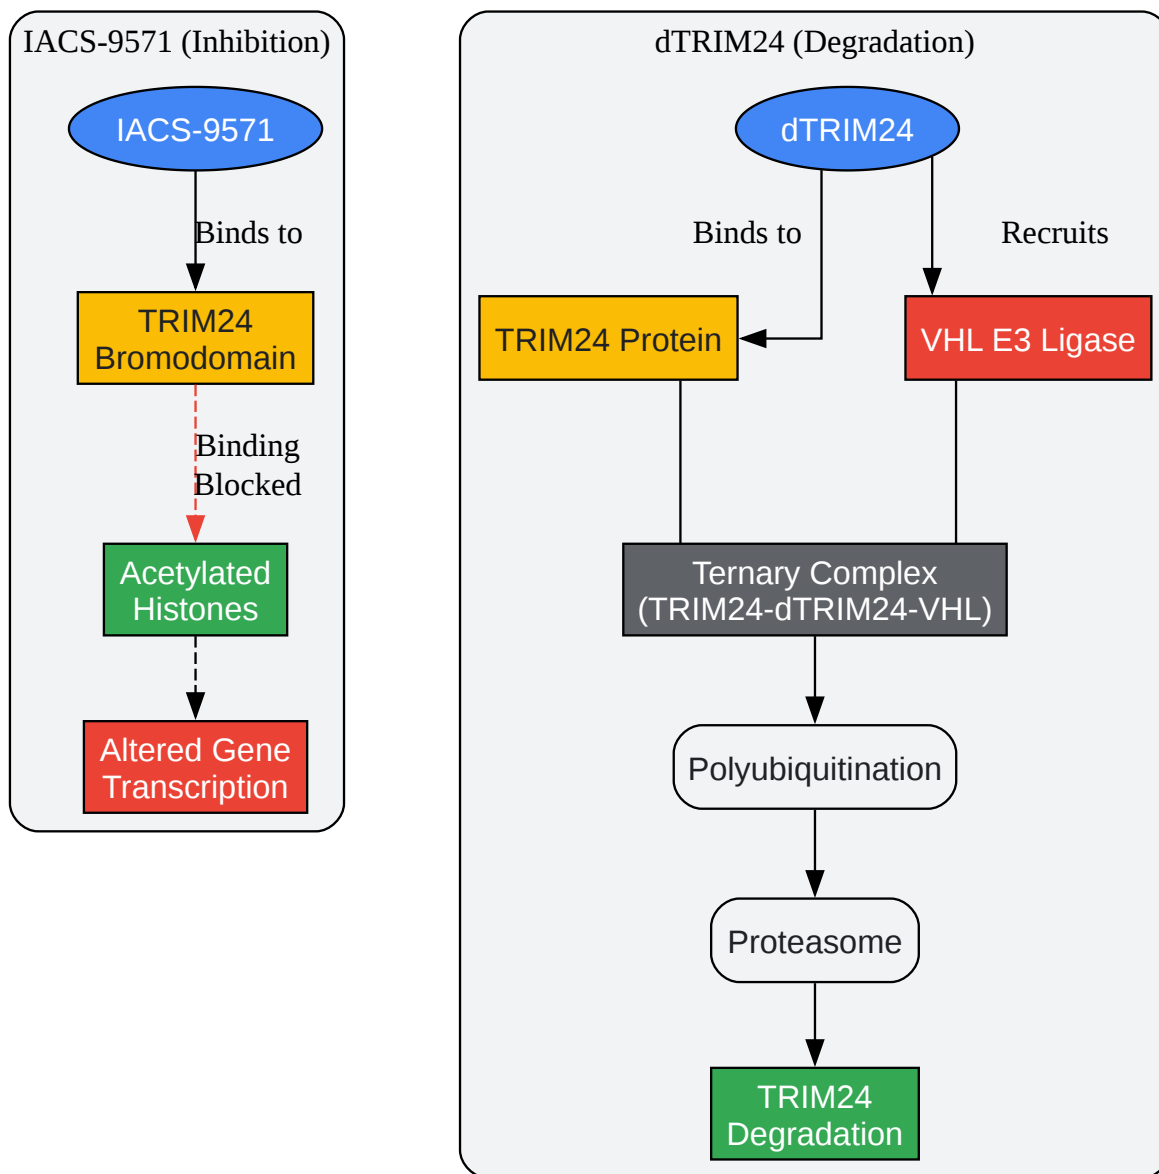 IACS-9571 (Inhibition)
IACS-9571
Binds to
TRIM24
Bromodomain
Binding
Blocked
Acetylated
Histones
Altered Gene
Transcription
dTRIM24 (Degradation)
dTRIM24
Binds to
Recruits
TRIM24 Protein
VHL E3 Ligase
Ternary Complex
(TRIM24-dTRIM24-VHL)
Polyubiquitination
Proteasome
TRIM24
Degradation